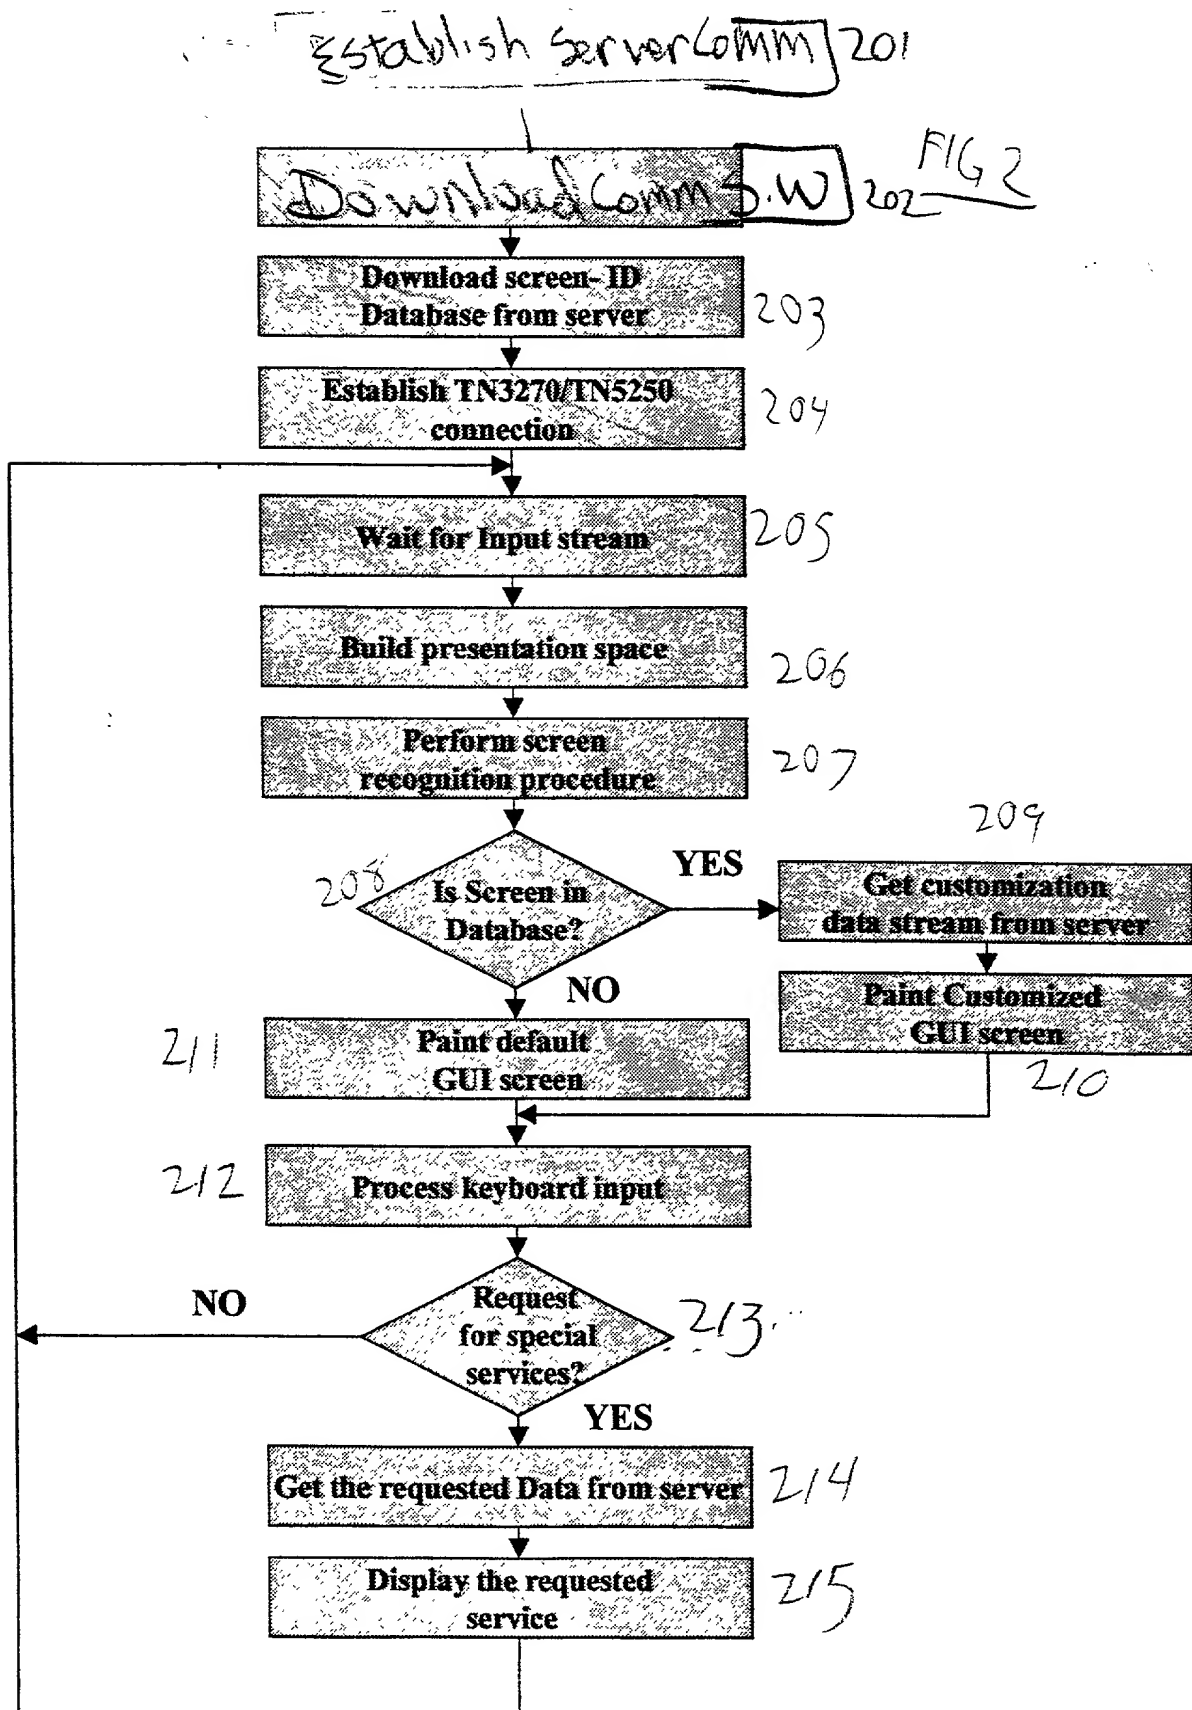 Establish Server Comm 201
Download Comm S.W 202
FIG 2
Download screen- ID
Database from server
203
Establish TN3270/TN5250
connection
204
Wait for Input stream
205
Build presentation space
206
Perform screen
recognition procedure
207
208
Is Screen in
Database?
YES
209
Get customization
data stream from server
NO
Paint Customized
GUI screen
210
211
Paint default
GUI screen
212
Process keyboard input
NO
Request
for special
services?
213
YES
Get the requested Data from server
214
Display the requested
service
215